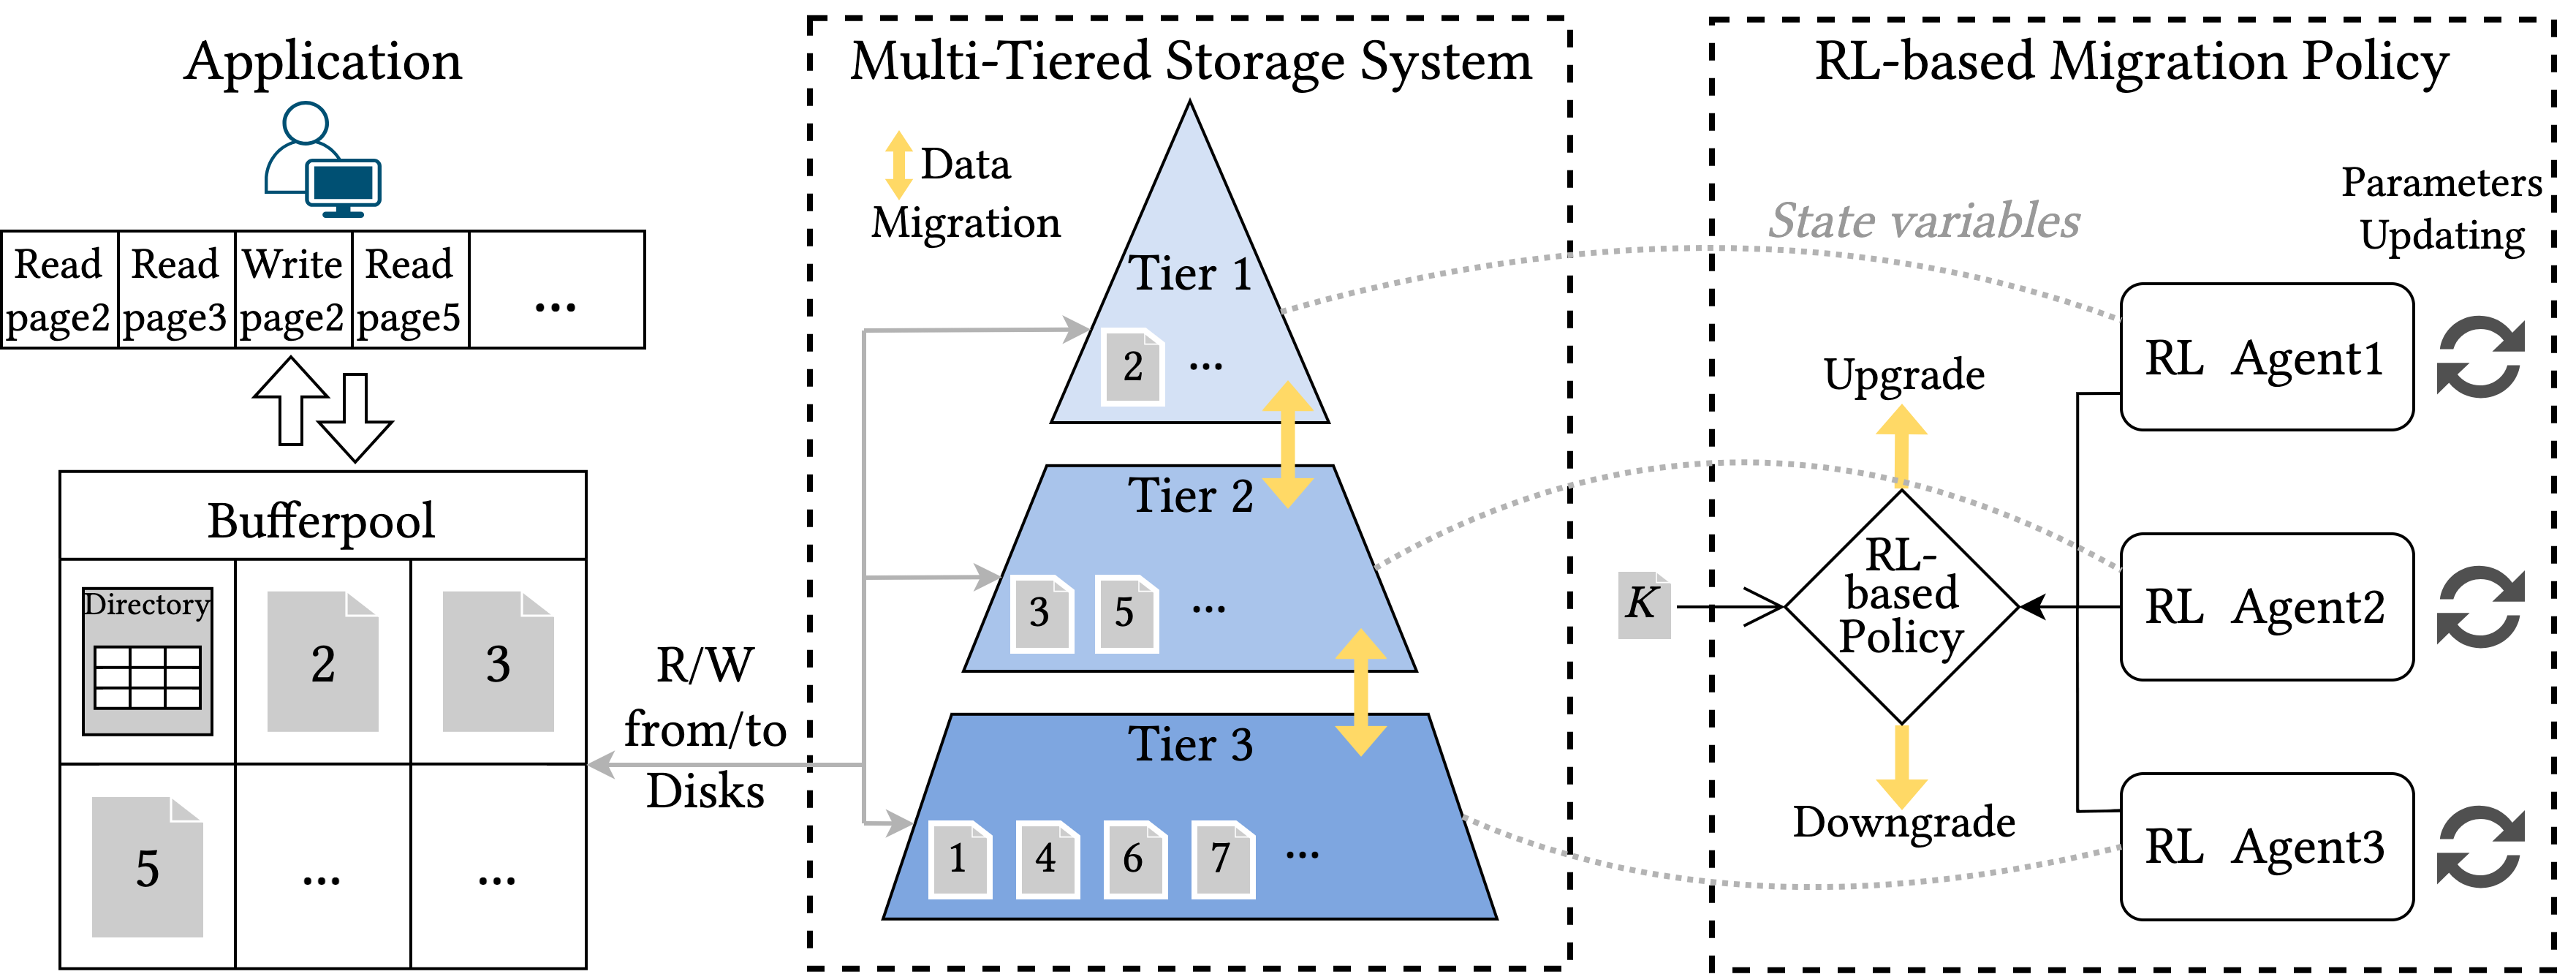 Application
Read page2
Read page3
Write page2
Read page5
...
Bufferpool
Directory
2
3
5
...
...
R/W
from/to
Disks
Multi-Tiered Storage System
Data
Migration
Tier 1
2 ...
Tier 2
3 5 ...
Tier 3
1 4 6 7 ...
RL-based Migration Policy
State variables
Parameters
Updating
Upgrade
K
RL-
based
Policy
Downgrade
RL Agent1
RL Agent2
RL Agent3